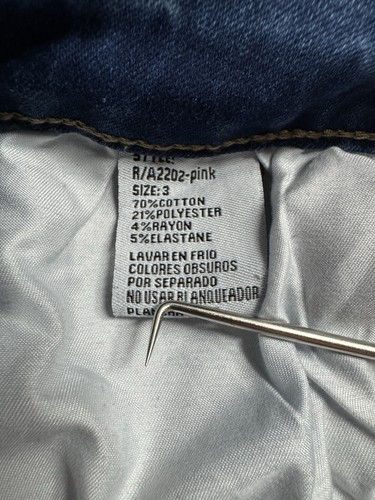 STYLE:
R/A2202-pink
SIZE: 3
70%COTTON
21%POLYESTER
4%RAYON
5%ELASTANE
LAVAR EN FRIO
COLORES OBSUROS
POR SEPARADO
NO USAR BLANQUEADOR